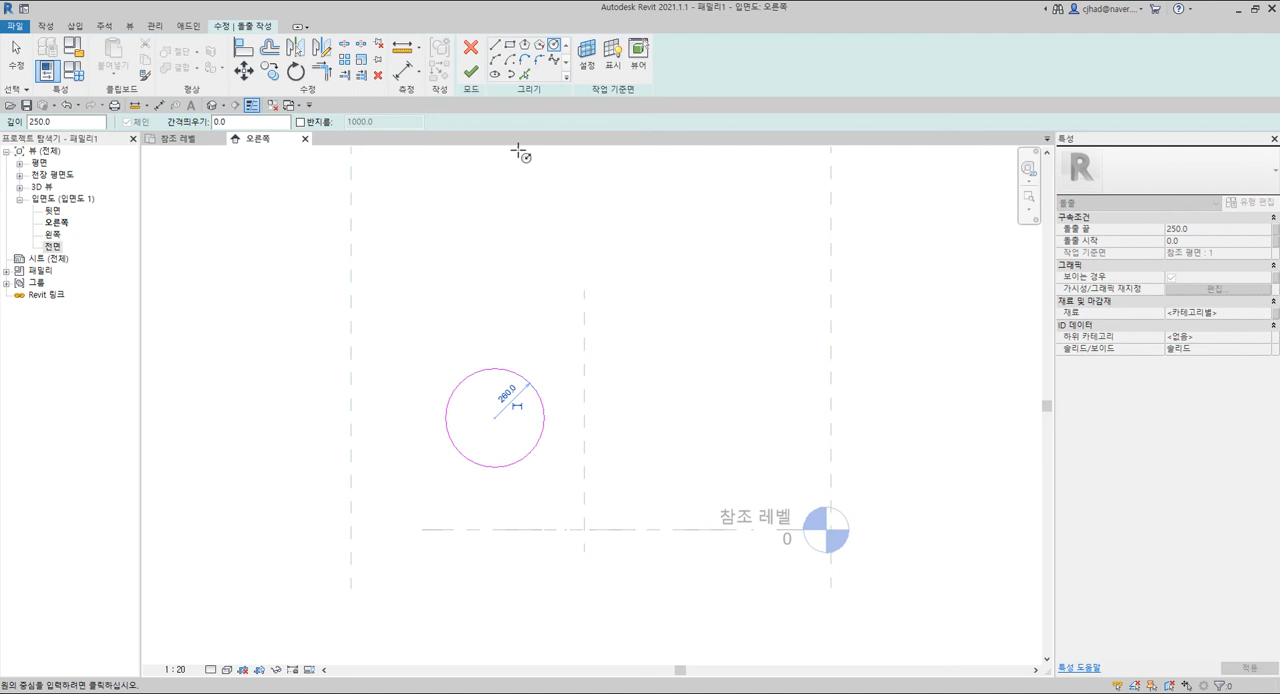 Autodesk Revit 2021.1.1 - 패밀리1 - 입면도: 오른쪽
cjhad@naver....
파일 작성 삽입 주석 뷰 관리 애드인 수정 | 돌출 작성
수정
붙여넣기
절단
결합
설정 표시 뷰어
선택 특성 클립보드 형상 수정 측정 작성 모드 그리기 작업 기준면
깊이 250.0 체인 간격띄우기: 0.0 반지름: 1000.0
프로젝트 탐색기 - 패밀리1
참조 레벨
오른쪽
특성
뷰 (전체)
평면
천장 평면도
3D 뷰
입면도 (입면도 1)
뒷면
오른쪽
왼쪽
전면
시트 (전체)
패밀리
그룹
Revit 링크
260.0
참조 레벨
0
R
돌출
유형 편집
구속조건
돌출 끝 250.0
돌출 시작 0.0
작업 기준면 참조 평면 : 1
그래픽
보이는 경우
가시성/그래픽 재지정 편집...
재료 및 마감재
재료 <카테고리별>
ID 데이터
하위 카테고리 <없음>
솔리드/보이드 솔리드
1 : 20
특성 도움말
적용
원의 중심을 입력하려면 클릭하십시오.
:0